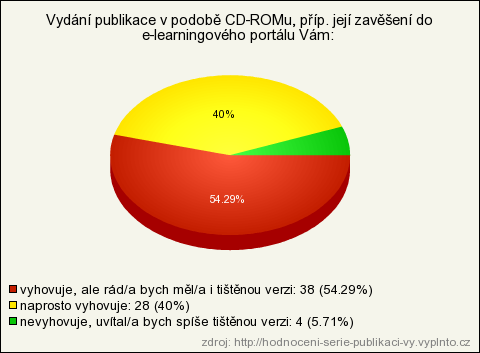 Vydání publikace v podobě CD-ROMu, příp. její zavěšení do
e-learningového portálu Vám:
40%
54.29%
vyhovuje, ale rád/a bych měl/a i tištěnou verzi: 38 (54.29%)
naprosto vyhovuje: 28 (40%)
nevyhovuje, uvítal/a bych spíše tištěnou verzi: 4 (5.71%)
zdroj: http://hodnoceni-serie-publikaci-vy.vyplnto.cz